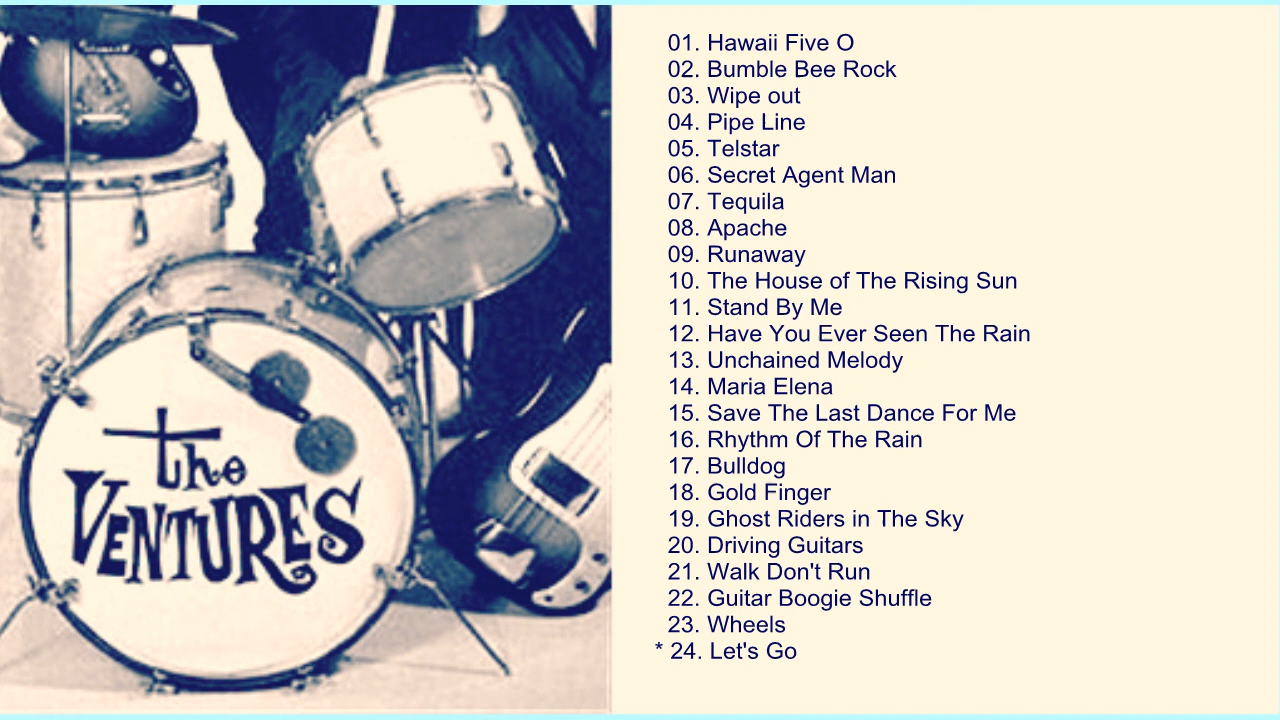 the
VENTURES
01. Hawaii Five O
02. Bumble Bee Rock
03. Wipe out
04. Pipe Line
05. Telstar
06. Secret Agent Man
07. Tequila
08. Apache
09. Runaway
10. The House of The Rising Sun
11. Stand By Me
12. Have You Ever Seen The Rain
13. Unchained Melody
14. Maria Elena
15. Save The Last Dance For Me
16. Rhythm Of The Rain
17. Bulldog
18. Gold Finger
19. Ghost Riders in The Sky
20. Driving Guitars
21. Walk Don't Run
22. Guitar Boogie Shuffle
23. Wheels
* 24. Let's Go